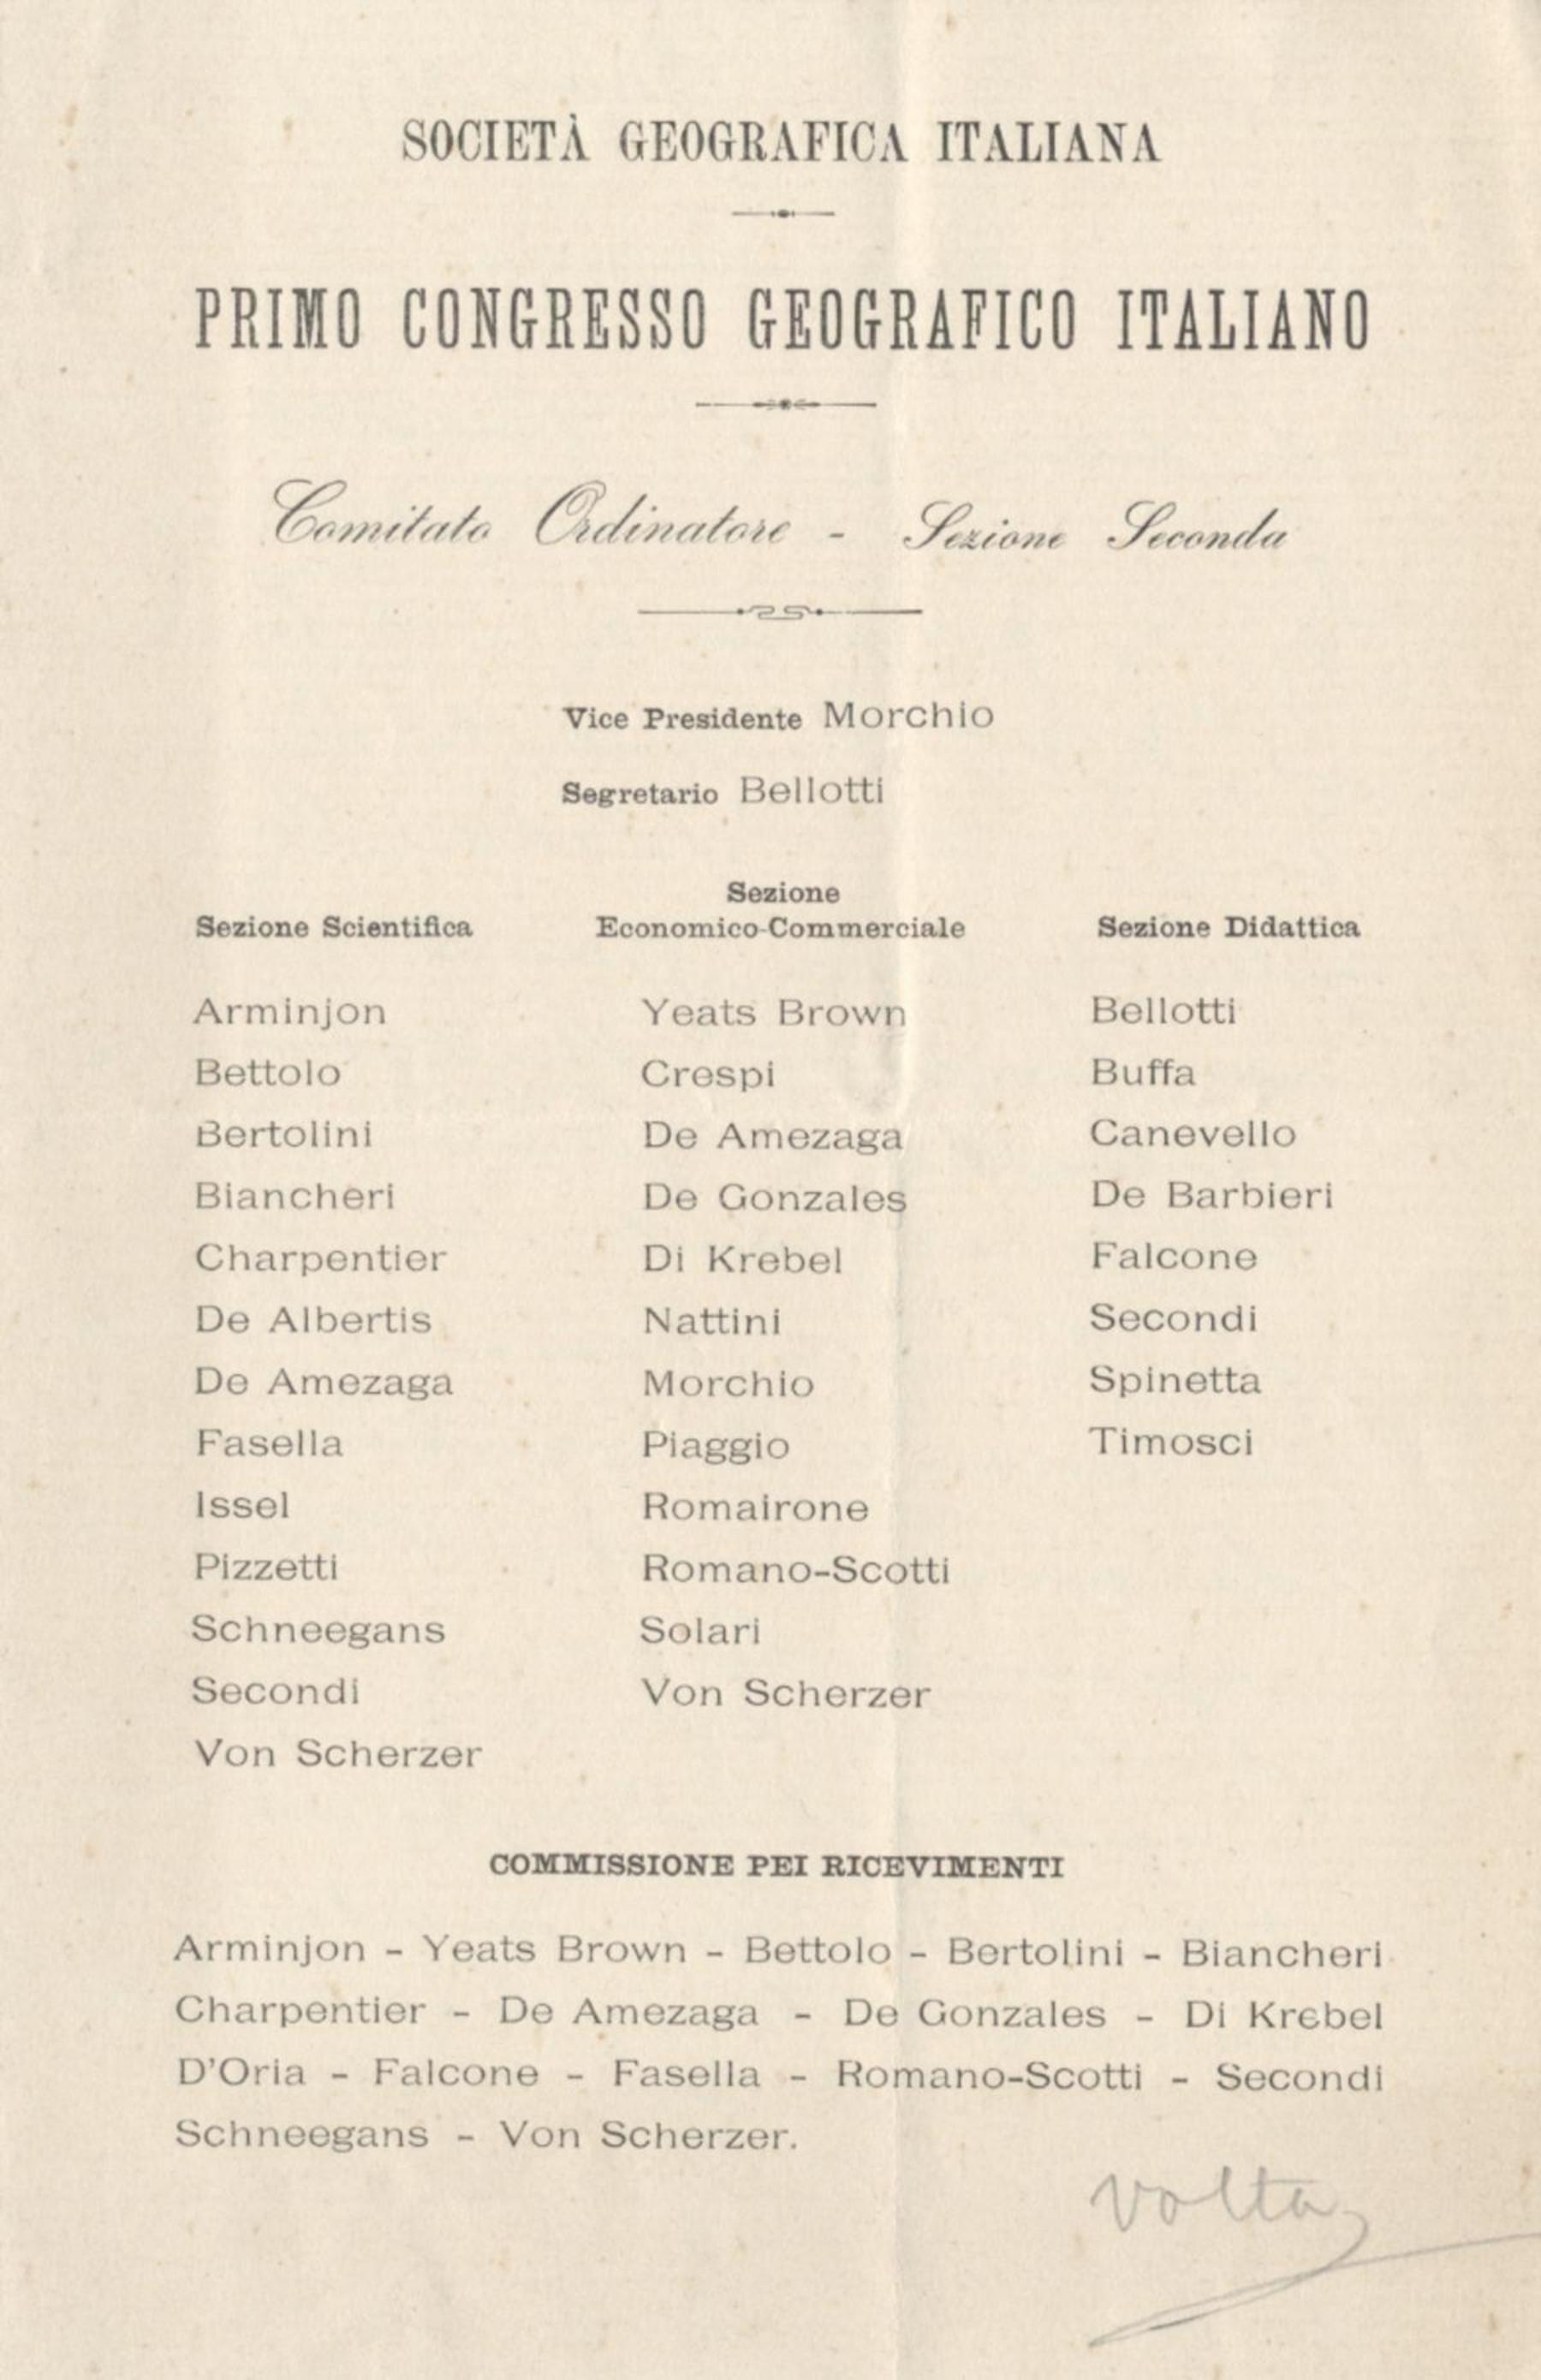 SOCIETÀ GEOGRAFICA ITALIANA
PRIMO CONGRESSO GEOGRAFICO ITALIANO
Comitato Ordinatore - Sezione Seconda
Vice Presidente Morchio
Segretario Bellotti
Sezione Scientifica
Arminjon
Bettolo
Bertolini
Biancheri
Charpentier
De Albertis
De Amezaga
Fasella
Issel
Pizzetti
Schneegans
Secondi
Von Scherzer
Sezione
Economico-Commerciale
Yeats Brown
Crespi
De Amezaga
De Gonzales
Di Krebel
Nattini
Morchio
Piaggio
Romairone
Romano-Scotti
Solari
Von Scherzer
Sezione Didattica
Bellotti
Buffa
Canevello
De Barbieri
Falcone
Secondi
Spinetta
Timosci
COMMISSIONE PEI RICEVIMENTI
Arminjon - Yeats Brown - Bettolo - Bertolini - Biancheri
Charpentier - De Amezaga - De Gonzales - Di Krebel
D'Oria - Falcone - Fasella - Romano-Scotti - Secondi
Schneegans - Von Scherzer.
volta